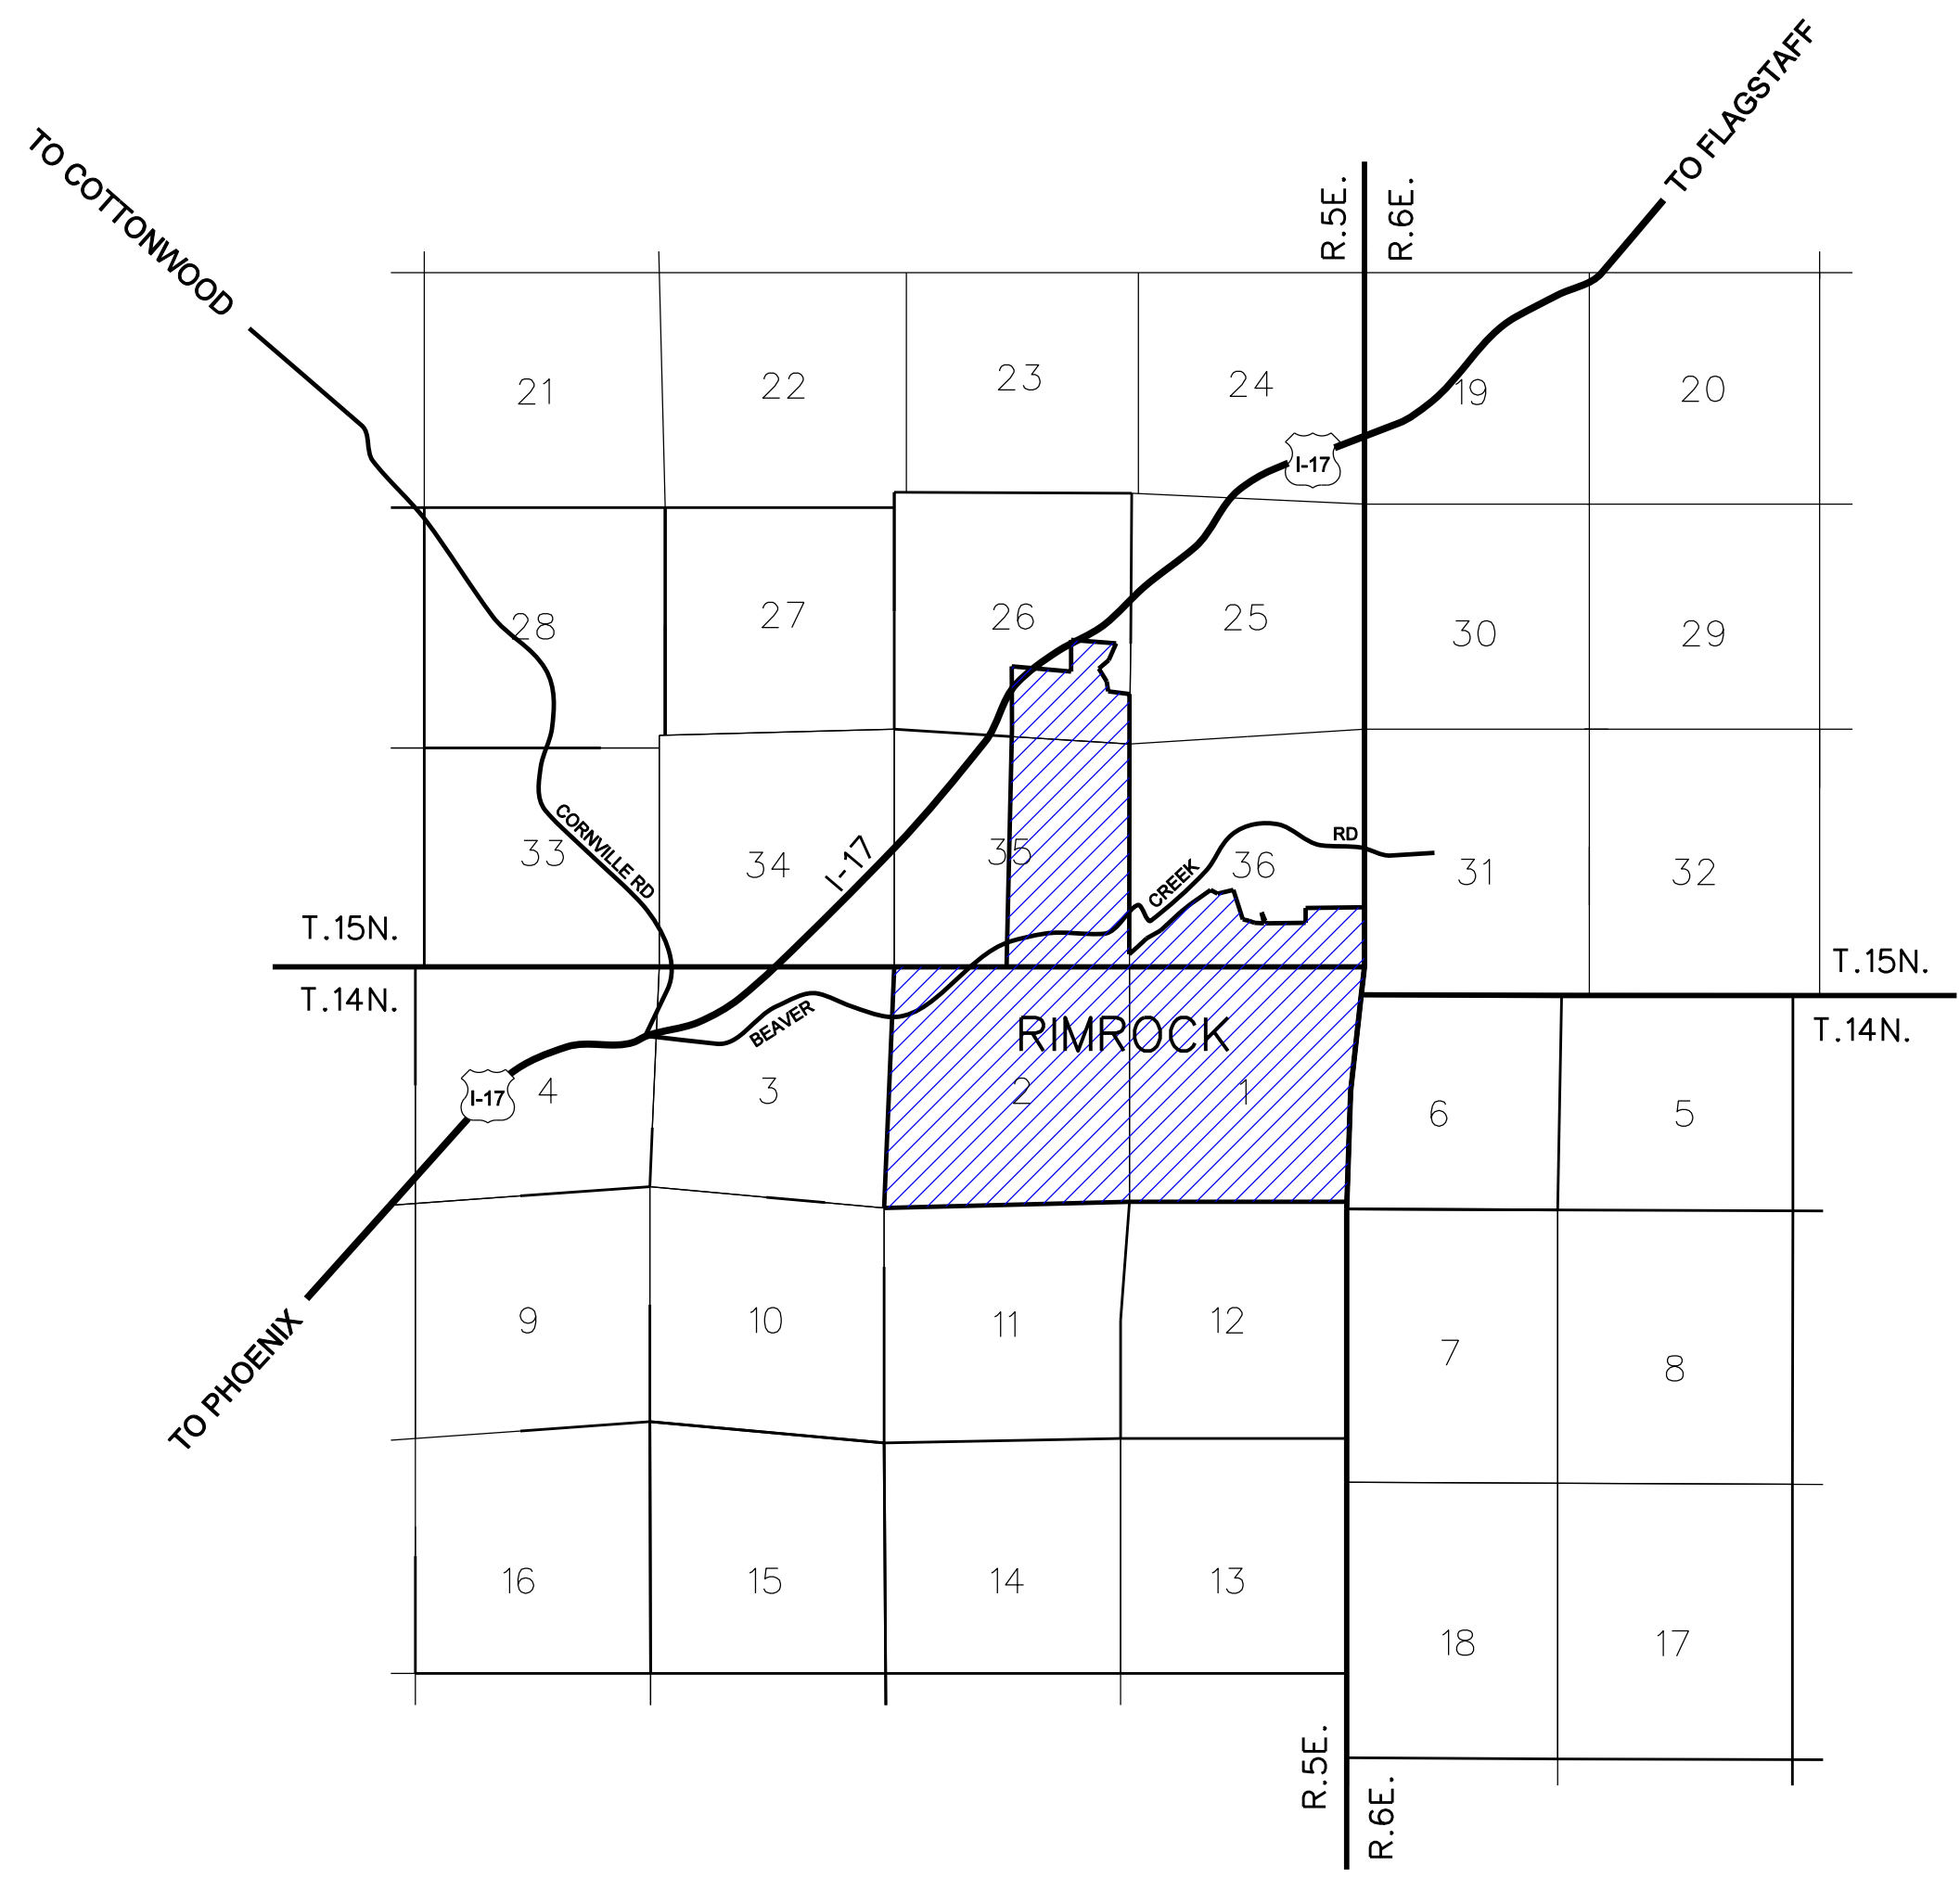 TO FLAGSTAFF
TO COTTONWOOD
R.5E.
R.6E.
21
22
23
24
19
20
I-17
28
27
26
25
30
29
33
CORNVILLE RD
34
I-17
35
CREEK
36
RD
31
32
T.15N.
T.15N.
T.14N.
T.14N.
BEAVER
RIMROCK
I-17
4
3
2
1
6
5
9
10
11
12
7
8
TO PHOENIX
16
15
14
13
18
17
R.5E.
R.6E.